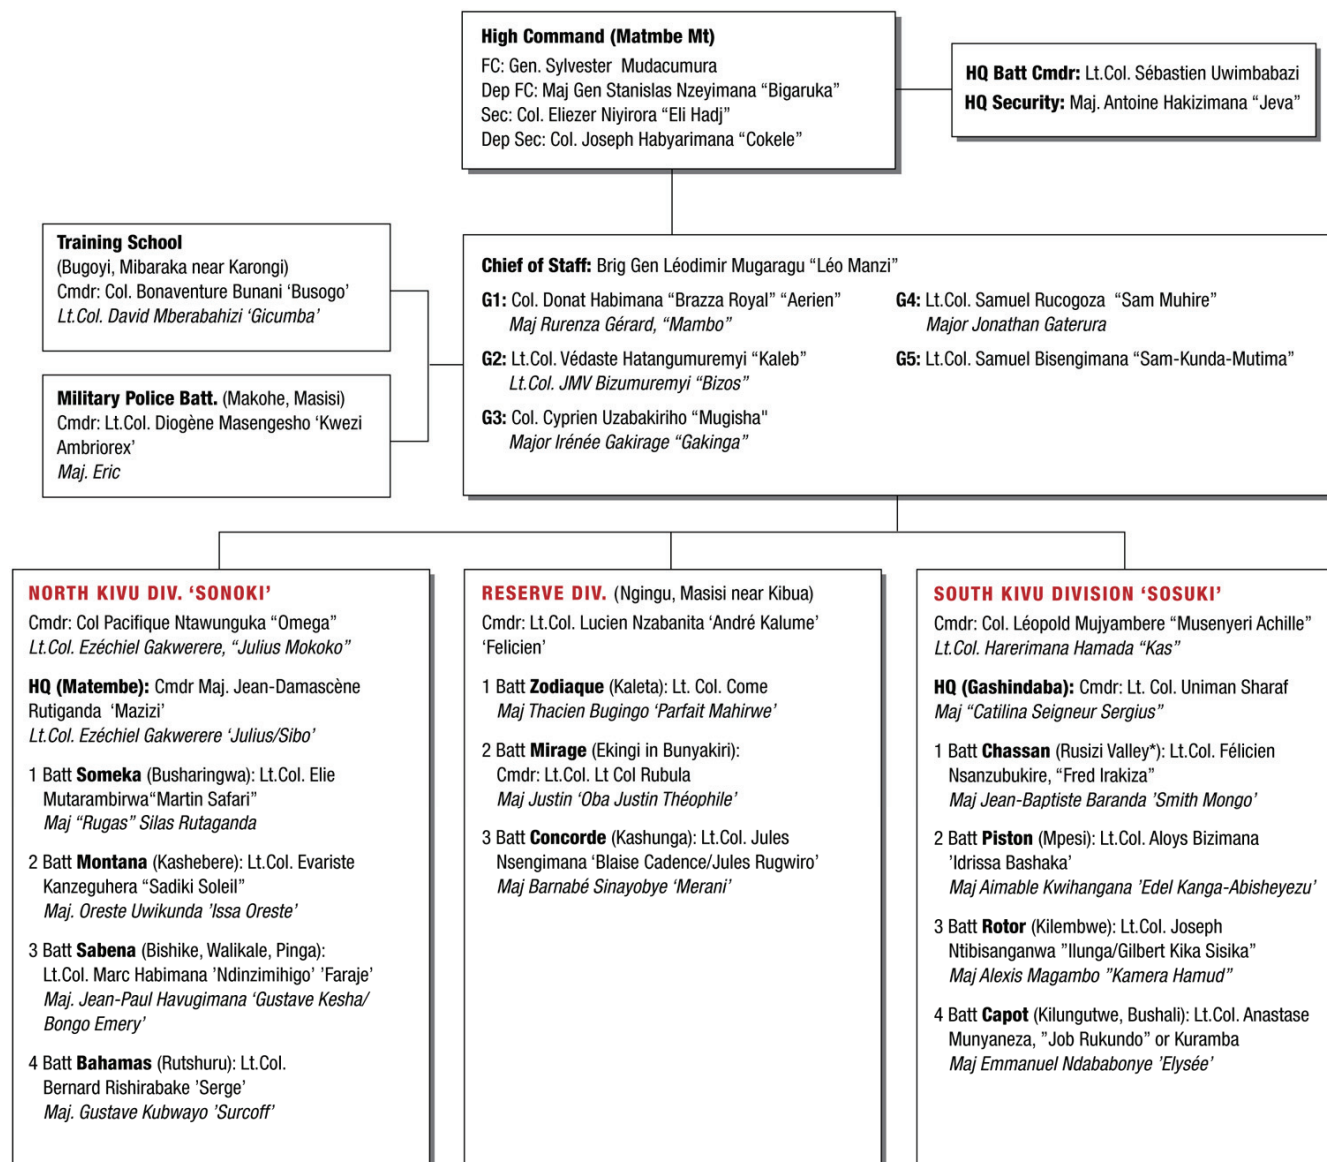 High Command (Matmbe Mt)
FC: Gen. Sylvester Mudacumura
Dep FC: Maj Gen Stanislas Nzeyimana “Bigaruka”
Sec: Col. Eliezer Niyirora “Eli Hadj”
Dep Sec: Col. Joseph Habyarimana “Cokele”
HQ Batt Cmdr: Lt.Col. Sébastien Uwimbabazi
HQ Security: Maj. Antoine Hakizimana “Jeva”
Training School
(Bugoyi, Mibaraka near Karongi)
Cmdr: Col. Bonaventure Bunani ‘Busogo’
Lt.Col. David Mberabahizi ‘Gicumba’
Military Police Batt. (Makohe, Masisi)
Cmdr: Lt.Col. Diogène Masengesho ‘Kwezi
Ambriorex’
Maj. Eric
Chief of Staff: Brig Gen Léodimir Mugaragu “Léo Manzi”
G1: Col. Donat Habimana “Brazza Royal” “Aerien”
Maj Rurenza Gérard, “Mambo”
G2: Lt.Col. Védaste Hatangumuremyi “Kaleb”
Lt.Col. JMV Bizumuremyi “Bizos”
G3: Col. Cyprien Uzabakiriho “Mugisha"
Major Irénée Gakirage “Gakinga”
G4: Lt.Col. Samuel Rucogoza “Sam Muhire”
Major Jonathan Gaterura
G5: Lt.Col. Samuel Bisengimana “Sam-Kunda-Mutima”
NORTH KIVU DIV. ‘SONOKI’
Cmdr: Col Pacifique Ntawunguka “Omega”
Lt.Col. Ezéchiel Gakwerere, “Julius Mokoko”
HQ (Matembe): Cmdr Maj. Jean-Damascène
Rutiganda ‘Mazizi’
Lt.Col. Ezéchiel Gakwerere ‘Julius/Sibo’
1 Batt Someka (Busharingwa): Lt.Col. Elie
Mutarambirwa“Martin Safari”
Maj “Rugas” Silas Rutaganda
2 Batt Montana (Kashebere): Lt.Col. Evariste
Kanzeguhera “Sadiki Soleil”
Maj. Oreste Uwikunda ’Issa Oreste’
3 Batt Sabena (Bishike, Walikale, Pinga):
Lt.Col. Marc Habimana ’Ndinzimihigo’ ‘Faraje’
Maj. Jean-Paul Havugimana ‘Gustave Kesha/
Bongo Emery’
4 Batt Bahamas (Rutshuru): Lt.Col.
Bernard Rishirabake ’Serge’
Maj. Gustave Kubwayo ’Surcoff’
RESERVE DIV. (Ngingu, Masisi near Kibua)
Cmdr: Lt.Col. Lucien Nzabanita ‘André Kalume’
‘Felicien’
1 Batt Zodiaque (Kaleta): Lt. Col. Come
Maj Thacien Bugingo ‘Parfait Mahirwe’
2 Batt Mirage (Ekingi in Bunyakiri):
Cmdr: Lt.Col. Lt Col Rubula
Maj Justin ‘Oba Justin Théophile’
3 Batt Concorde (Kashunga): Lt.Col. Jules
Nsengimana ‘Blaise Cadence/Jules Rugwiro’
Maj Barnabé Sinayobye ‘Merani’
SOUTH KIVU DIVISION ‘SOSUKI’
Cmdr: Col. Léopold Mujyambere “Musenyeri Achille”
Lt.Col. Harerimana Hamada “Kas”
HQ (Gashindaba): Cmdr: Lt. Col. Uniman Sharaf
Maj “Catilina Seigneur Sergius”
1 Batt Chassan (Rusizi Valley*): Lt.Col. Félicien
Nsanzubukire, “Fred Irakiza”
Maj Jean-Baptiste Baranda ’Smith Mongo’
2 Batt Piston (Mpesi): Lt.Col. Aloys Bizimana
’Idrissa Bashaka’
Maj Aimable Kwihangana ’Edel Kanga-Abisheyezu’
3 Batt Rotor (Kilembwe): Lt.Col. Joseph
Ntibisanganwa ”Ilunga/Gilbert Kika Sisika”
Maj Alexis Magambo ”Kamera Hamud”
4 Batt Capot (Kilungutwe, Bushali): Lt.Col. Anastase
Munyaneza, ”Job Rukundo” or Kuramba
Maj Emmanuel Ndababonye ’Elysée’